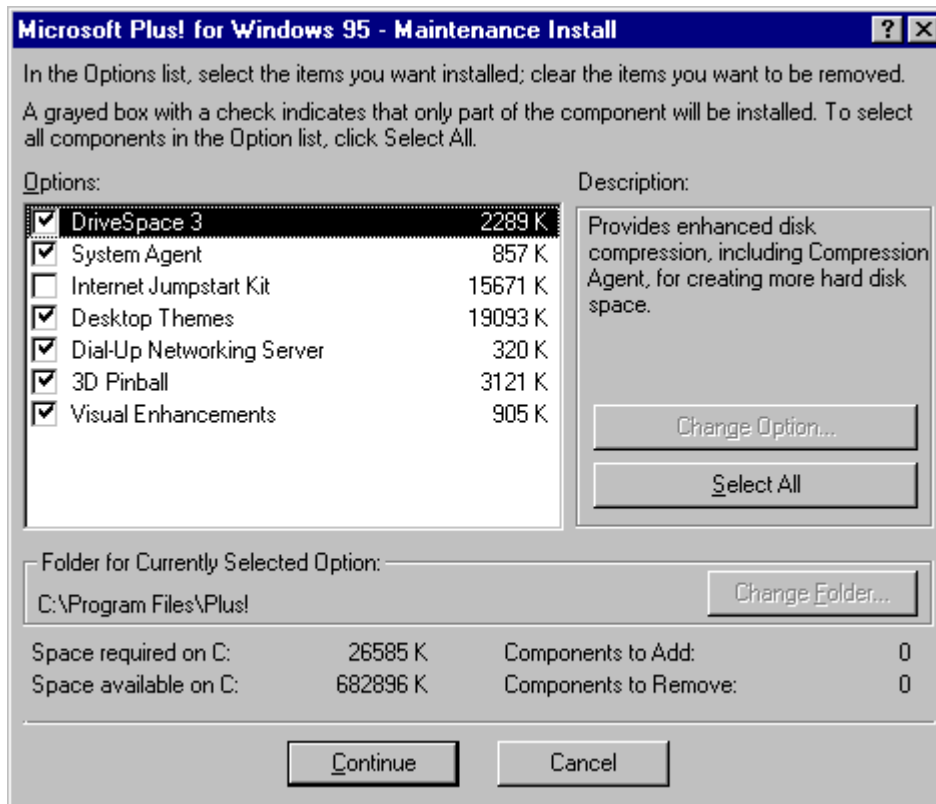 Microsoft Plus! for Windows 95 - Maintenance Install
In the Options list, select the items you want installed; clear the items you want to be removed.
A grayed box with a check indicates that only part of the component will be installed. To select
all components in the Option list, click Select All.
Options:
Description:
DriveSpace 3 2289 K
System Agent 857 K
Internet Jumpstart Kit 15671 K
Desktop Themes 19093 K
Dial-Up Networking Server 320 K
3D Pinball 3121 K
Visual Enhancements 905 K
Provides enhanced disk
compression, including Compression
Agent, for creating more hard disk
space.
Change Option...
Select All
Folder for Currently Selected Option:
C:\Program Files\Plus!
Change Folder...
Space required on C: 26585 K Components to Add: 0
Space available on C: 682896 K Components to Remove: 0
Continue Cancel